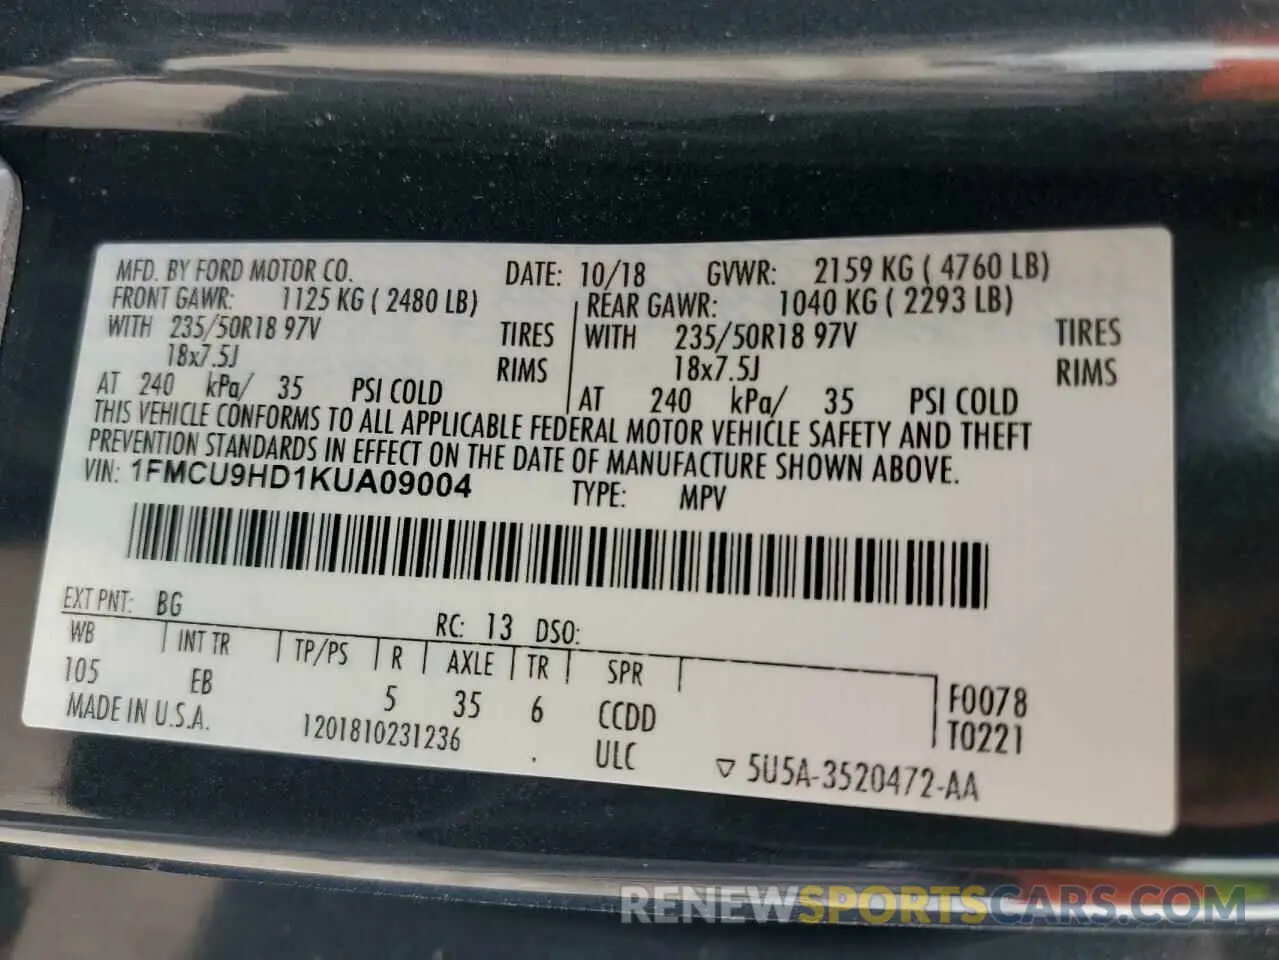 MFD. BY FORD MOTOR CO. DATE: 10/18 GVWR: 2159 KG ( 4760 LB)
FRONT GAWR: 1125 KG ( 2480 LB) REAR GAWR: 1040 KG ( 2293 LB)
WITH 235/50R18 97V TIRES WITH 235/50R18 97V TIRES
18x7.5J RIMS 18x7.5J RIMS
AT 240 kPa/ 35 PSI COLD AT 240 kPa/ 35 PSI COLD
THIS VEHICLE CONFORMS TO ALL APPLICABLE FEDERAL MOTOR VEHICLE SAFETY AND THEFT
PREVENTION STANDARDS IN EFFECT ON THE DATE OF MANUFACTURE SHOWN ABOVE.
VIN: 1FMCU9HD1KUA09004 TYPE: MPV
EXT PNT: BG RC: 13 DSO:
WB INT TR TP/PS R AXLE TR SPR
105 EB 5 35 6 CCDD F0078
MADE IN U.S.A. 1201810231236 . ULC T0221
5U5A-3520472-AA
RENEWSPORTSCARS.COM